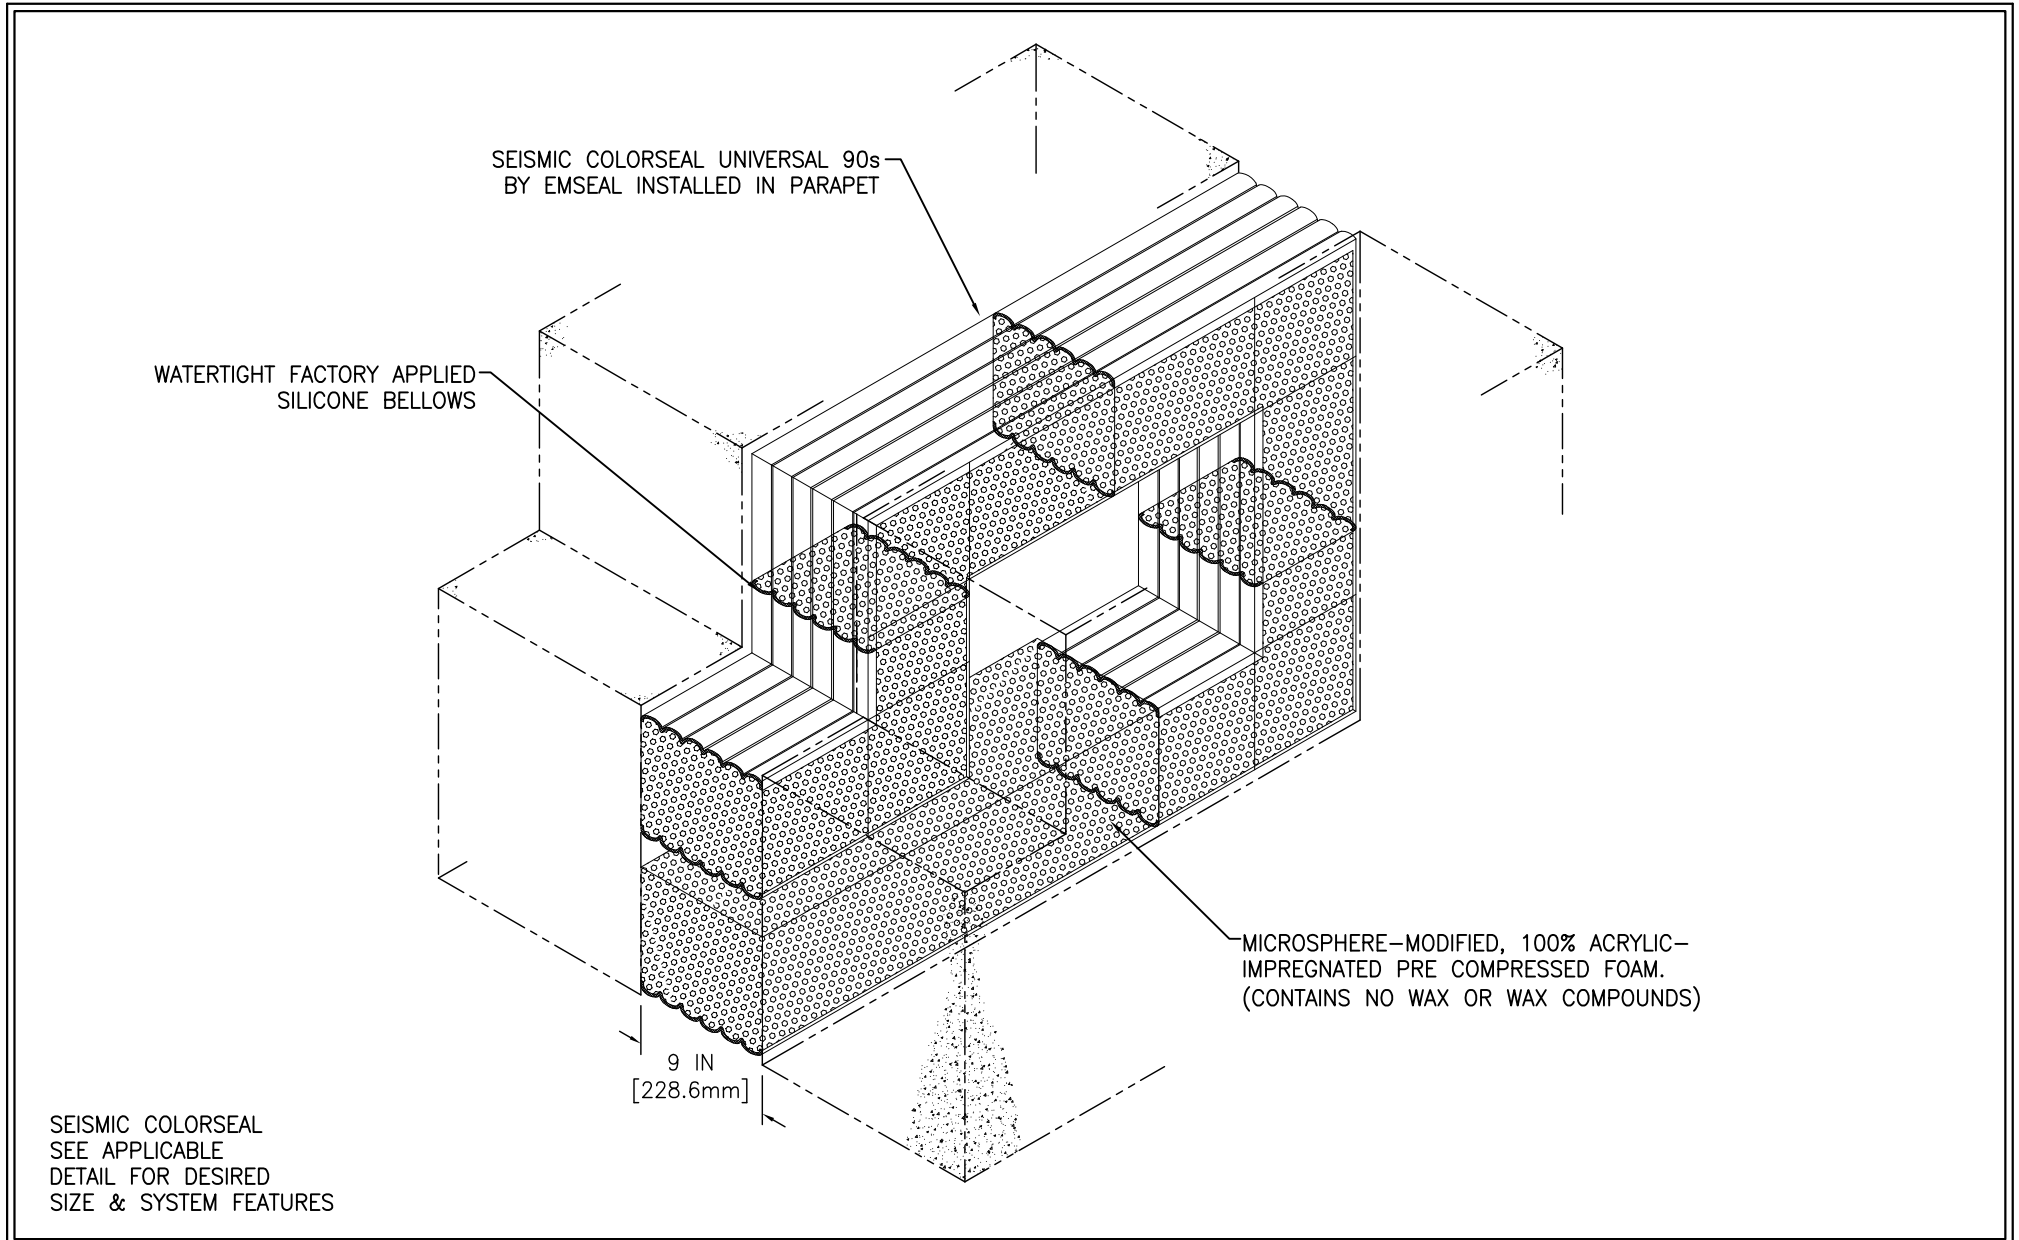 SEISMIC COLORSEAL UNIVERSAL 90s
BY EMSEAL INSTALLED IN PARAPET
WATERTIGHT FACTORY APPLIED
SILICONE BELLOWS
MICROSPHERE-MODIFIED, 100% ACRYLIC-
IMPREGNATED PRE COMPRESSED FOAM.
(CONTAINS NO WAX OR WAX COMPOUNDS)
9 IN
[228.6mm]
SEISMIC COLORSEAL
SEE APPLICABLE
DETAIL FOR DESIRED
SIZE & SYSTEM FEATURES